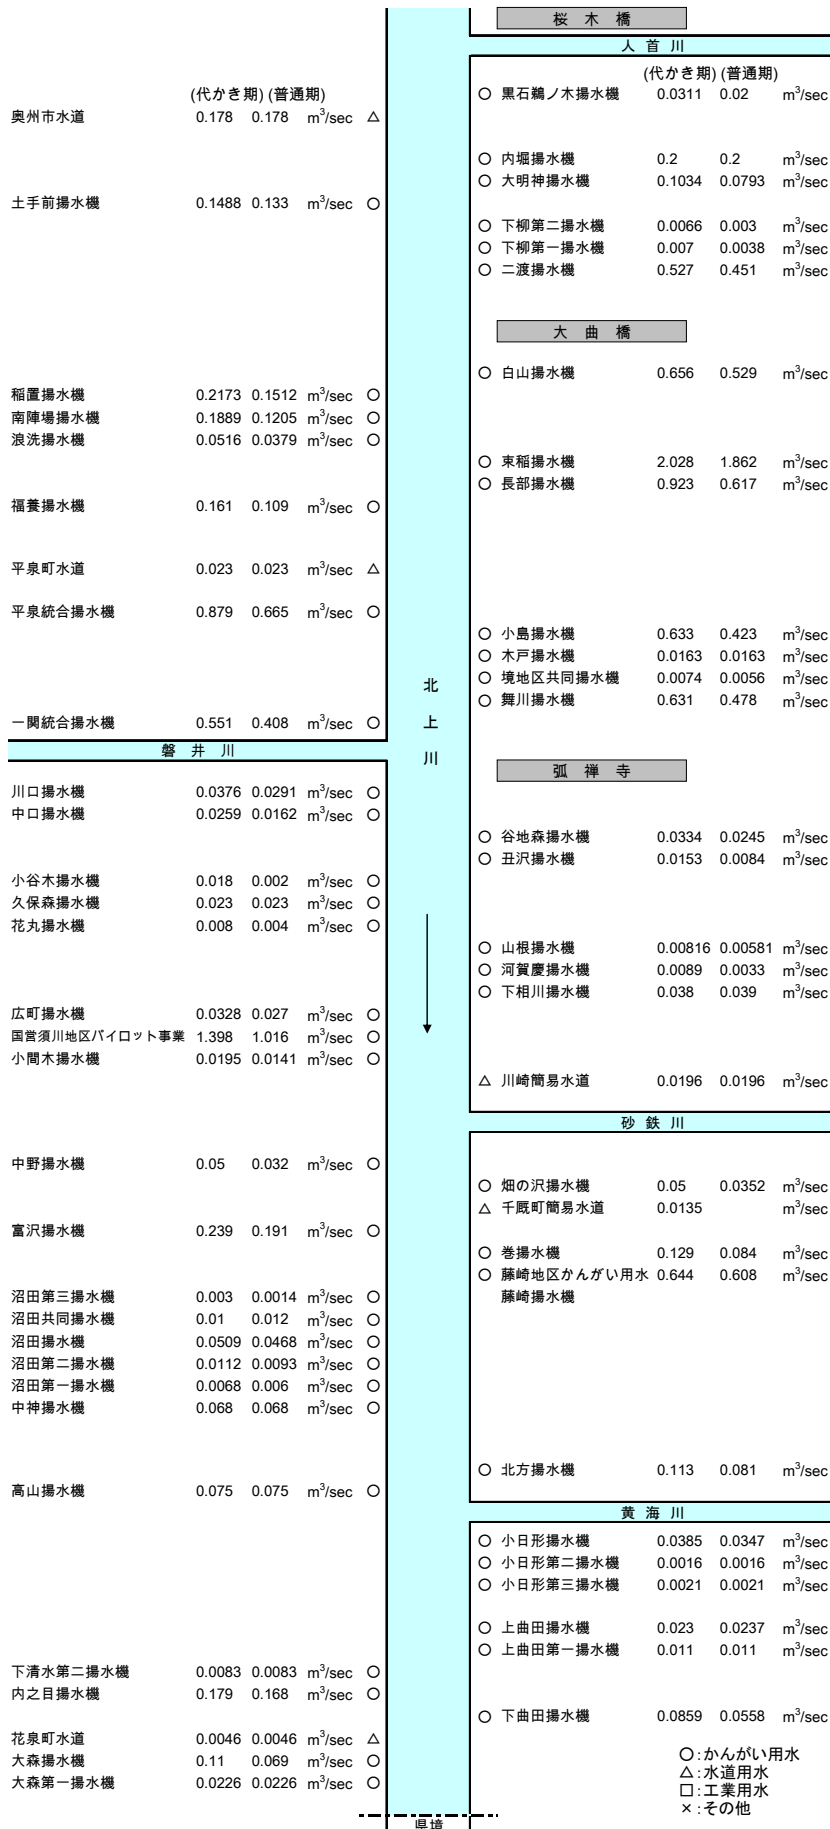 桜木橋
人首川
(代かき期) (普通期)
奥州市水道 0.178 0.178 m³/sec △
土手前揚水機 0.1488 0.133 m³/sec ○
稲置揚水機 0.2173 0.1512 m³/sec ○
南陣場揚水機 0.1889 0.1205 m³/sec ○
浪洗揚水機 0.0516 0.0379 m³/sec ○
福養揚水機 0.161 0.109 m³/sec ○
平泉町水道 0.023 0.023 m³/sec △
平泉統合揚水機 0.879 0.665 m³/sec ○
一関統合揚水機 0.551 0.408 m³/sec ○
磐井川
川口揚水機 0.0376 0.0291 m³/sec ○
中口揚水機 0.0259 0.0162 m³/sec ○
小谷木揚水機 0.018 0.002 m³/sec ○
久保森揚水機 0.023 0.023 m³/sec ○
花丸揚水機 0.008 0.004 m³/sec ○
広町揚水機 0.0328 0.027 m³/sec ○
国営須川地区パイロット事業 1.398 1.016 m³/sec ○
小間木揚水機 0.0195 0.0141 m³/sec ○
中野揚水機 0.05 0.032 m³/sec ○
富沢揚水機 0.239 0.191 m³/sec ○
沼田第三揚水機 0.003 0.0014 m³/sec ○
沼田共同揚水機 0.01 0.012 m³/sec ○
沼田揚水機 0.0509 0.0468 m³/sec ○
沼田第二揚水機 0.0112 0.0093 m³/sec ○
沼田第一揚水機 0.0068 0.006 m³/sec ○
中神揚水機 0.068 0.068 m³/sec ○
高山揚水機 0.075 0.075 m³/sec ○
下清水第二揚水機 0.0083 0.0083 m³/sec ○
内之目揚水機 0.179 0.168 m³/sec ○
花泉町水道 0.0046 0.0046 m³/sec △
大森揚水機 0.11 0.069 m³/sec ○
大森第一揚水機 0.0226 0.0226 m³/sec ○
北上川
県境
(代かき期) (普通期)
○ 黒石鵜ノ木揚水機 0.0311 0.02 m³/sec
○ 内堀揚水機 0.2 0.2 m³/sec
○ 大明神揚水機 0.1034 0.0793 m³/sec
○ 下柳第二揚水機 0.0066 0.003 m³/sec
○ 下柳第一揚水機 0.007 0.0038 m³/sec
○ 二渡揚水機 0.527 0.451 m³/sec
大曲橋
○ 白山揚水機 0.656 0.529 m³/sec
○ 束稲揚水機 2.028 1.862 m³/sec
○ 長部揚水機 0.923 0.617 m³/sec
○ 小島揚水機 0.633 0.423 m³/sec
○ 木戸揚水機 0.0163 0.0163 m³/sec
○ 境地区共同揚水機 0.0074 0.0056 m³/sec
○ 舞川揚水機 0.631 0.478 m³/sec
弧禅寺
○ 谷地森揚水機 0.0334 0.0245 m³/sec
○ 丑沢揚水機 0.0153 0.0084 m³/sec
○ 山根揚水機 0.00816 0.00581 m³/sec
○ 河賀慶揚水機 0.0089 0.0033 m³/sec
○ 下相川揚水機 0.038 0.039 m³/sec
△ 川崎簡易水道 0.0196 0.0196 m³/sec
砂鉄川
○ 畑の沢揚水機 0.05 0.0352 m³/sec
△ 千厩町簡易水道 0.0135 m³/sec
○ 巻揚水機 0.129 0.084 m³/sec
○ 藤崎地区かんがい用水 0.644 0.608 m³/sec
藤崎揚水機
○ 北方揚水機 0.113 0.081 m³/sec
黄海川
○ 小日形揚水機 0.0385 0.0347 m³/sec
○ 小日形第二揚水機 0.0016 0.0016 m³/sec
○ 小日形第三揚水機 0.0021 0.0021 m³/sec
○ 上曲田揚水機 0.023 0.0237 m³/sec
○ 上曲田第一揚水機 0.011 0.011 m³/sec
○ 下曲田揚水機 0.0859 0.0558 m³/sec
○:かんがい用水
△:水道用水
□:工業用水
×:その他